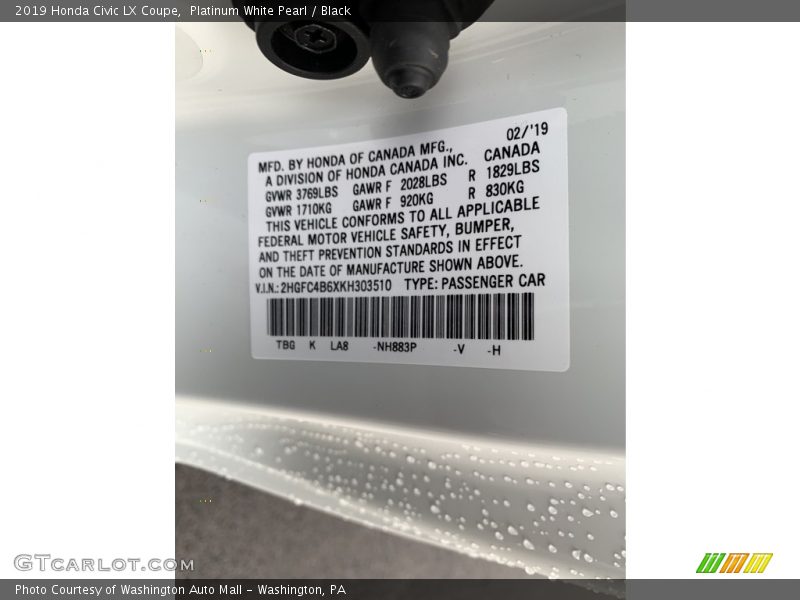 2019 Honda Civic LX Coupe,  Platinum White Pearl / Black
02/'19
MFD. BY HONDA OF CANADA MFG.,
A DIVISION OF HONDA CANADA INC. CANADA
GVWR 3769LBS GAWR F 2028LBS R 1829LBS
GVWR 1710KG GAWR F 920KG R 830KG
THIS VEHICLE CONFORMS TO ALL APPLICABLE
FEDERAL MOTOR VEHICLE SAFETY, BUMPER,
AND THEFT PREVENTION STANDARDS IN EFFECT
ON THE DATE OF MANUFACTURE SHOWN ABOVE.
V.I.N.: 2HGFC4B6XKH303510 TYPE: PASSENGER CAR
TBG K LA8 -NH883P -V -H
GTcarlot.com
Photo Courtesy of Washington Auto Mall - Washington, PA